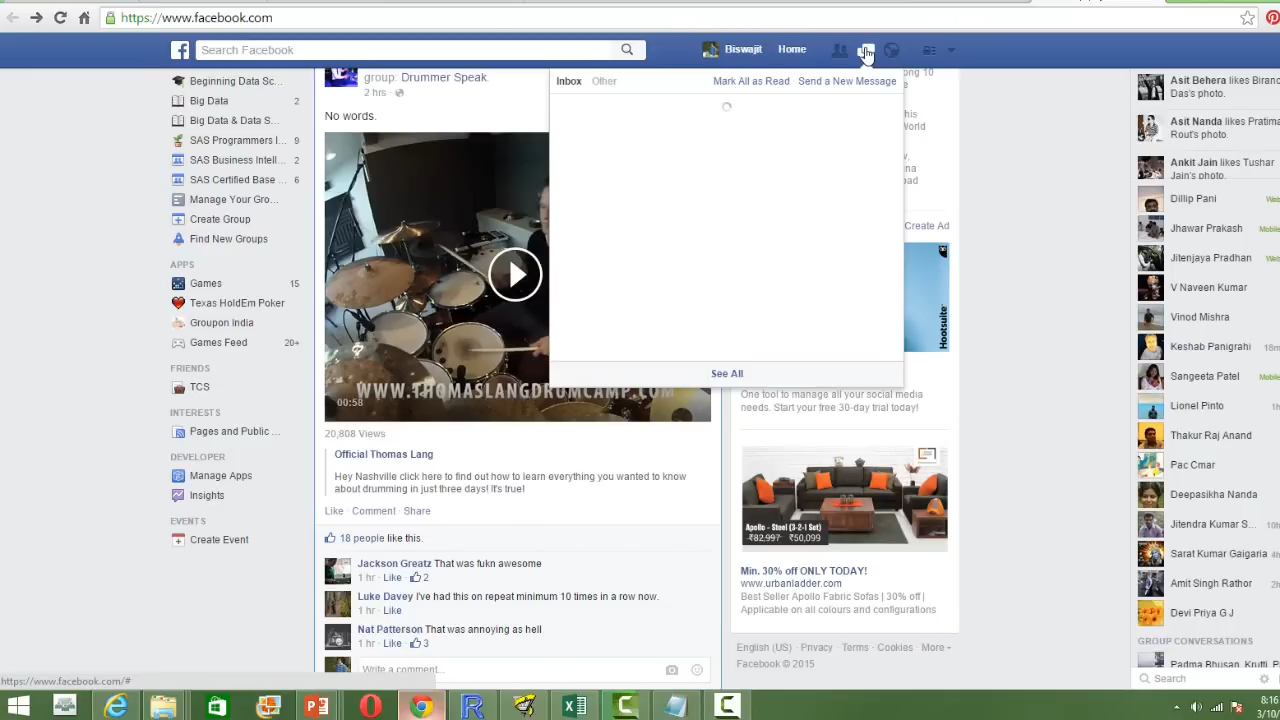 https://www.facebook.com
Search Facebook
Biswajit Home
Beginning Data Sc...
Big Data 2
Big Data & Data S...
SAS Programmers I... 9
SAS Business Intell... 2
SAS Certified Base ... 6
Manage Your Gro...
Create Group
Find New Groups
APPS
Games 15
Texas HoldEm Poker
Groupon India
Games Feed 20+
FRIENDS
TCS
INTERESTS
Pages and Public ...
DEVELOPER
Manage Apps
Insights
EVENTS
Create Event
https://www.facebook.com/#
group: Drummer Speak.
2 hrs ·
No words.
WWW.THOMASLANGDRUMCAMP.COM
00:58
20,808 Views
Official Thomas Lang
Hey Nashville click here to find out how to learn everything you wanted to
know about drumming in just three days! It's true!
Like · Comment · Share
18 people like this.
Jackson Greatz That was fukn awesome
1 hr · Like · 2
Luke Davey I've had this on repeat minimum 10 times in a row now.
1 hr · Like
Nat Patterson That was annoying as hell
1 hr · Like · 3
Write a comment...
Inbox Other Mark All as Read Send a New Message
See All
Create Ad
Hootsuite
One tool to manage all your social media
needs. Start your free 30-day trial today!
Apollo - Steel (3-2-1 Set)
₹82,997 ₹50,099
Min. 30% off ONLY TODAY!
www.urbanladder.com
Best Seller Apollo Fabric Sofas | 30% off |
Applicable on all colours and configurations
English (US) · Privacy · Terms · Cookies · More
Facebook © 2015
Asit Behera likes Biranc
Das's photo.
Asit Nanda likes Pratima
Rout's photo.
Ankit Jain likes Tushar
Jain's photo.
Dillip Pani Web
Jhawar Prakash Mobile
Jitenjaya Pradhan Web
V Naveen Kumar
Vinod Mishra
Keshab Panigrahi 18m
Sangeeta Patel Mobile
Lionel Pinto 1h
Thakur Raj Anand
Pac Cmar
Deepasikha Nanda
Jitendra Kumar S... 10h
Sarat Kumar Gaigaria 4h
Amit Singh Rathor 2h
Devi Priya G J
GROUP CONVERSATIONS
Padma Bhusan, Kruti, P
Search
8:16
3/10/